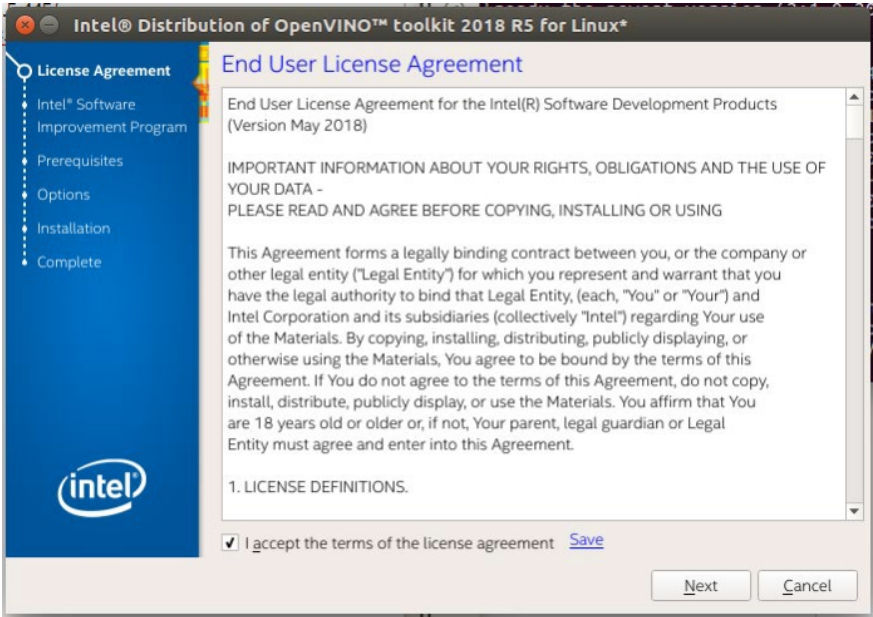 Intel® Distribution of OpenVINO™ toolkit 2018 R5 for Linux*
License Agreement
Intel® Software
Improvement Program
Prerequisites
Options
Installation
Complete
intel
End User License Agreement
End User License Agreement for the Intel(R) Software Development Products
(Version May 2018)
IMPORTANT INFORMATION ABOUT YOUR RIGHTS, OBLIGATIONS AND THE USE OF
YOUR DATA -
PLEASE READ AND AGREE BEFORE COPYING, INSTALLING OR USING
This Agreement forms a legally binding contract between you, or the company or
other legal entity ("Legal Entity") for which you represent and warrant that you
have the legal authority to bind that Legal Entity, (each, "You" or "Your") and
Intel Corporation and its subsidiaries (collectively "Intel") regarding Your use
of the Materials. By copying, installing, distributing, publicly displaying, or
otherwise using the Materials, You agree to be bound by the terms of this
Agreement. If You do not agree to the terms of this Agreement, do not copy,
install, distribute, publicly display, or use the Materials. You affirm that You
are 18 years old or older or, if not, Your parent, legal guardian or Legal
Entity must agree and enter into this Agreement.
1. LICENSE DEFINITIONS.
I accept the terms of the license agreement Save
Next Cancel